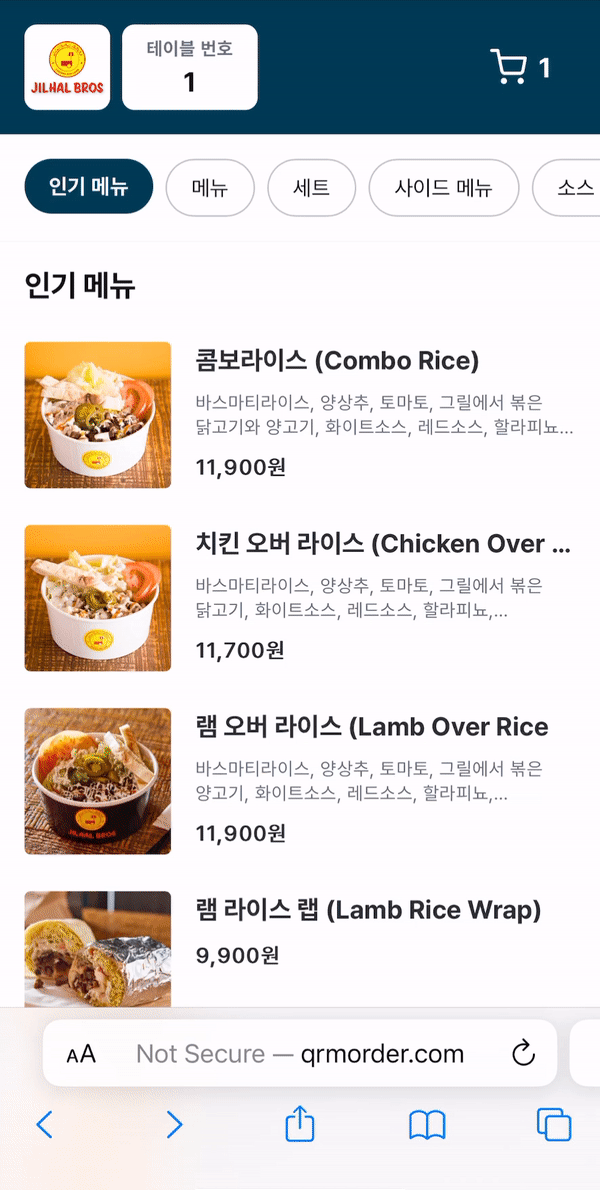 JILHAL BROS
테이블 번호
1
1
인기 메뉴
메뉴
세트
사이드 메뉴
소스
인기 메뉴
콤보라이스 (Combo Rice)
바스마티라이스, 양상추, 토마토, 그릴에서 볶은
닭고기와 양고기, 화이트소스, 레드소스, 할라피뇨...
11,900원
치킨 오버 라이스 (Chicken Over ...
바스마티라이스, 양상추, 토마토, 그릴에서 볶은
닭고기, 화이트소스, 레드소스, 할라피뇨,...
11,700원
램 오버 라이스 (Lamb Over Rice
바스마티라이스, 양상추, 토마토, 그릴에서 볶은
양고기, 화이트소스, 레드소스, 할라피뇨,...
11,900원
JILHAL BROS
램 라이스 랩 (Lamb Rice Wrap)
9,900원
AA Not Secure — qrmorder.com